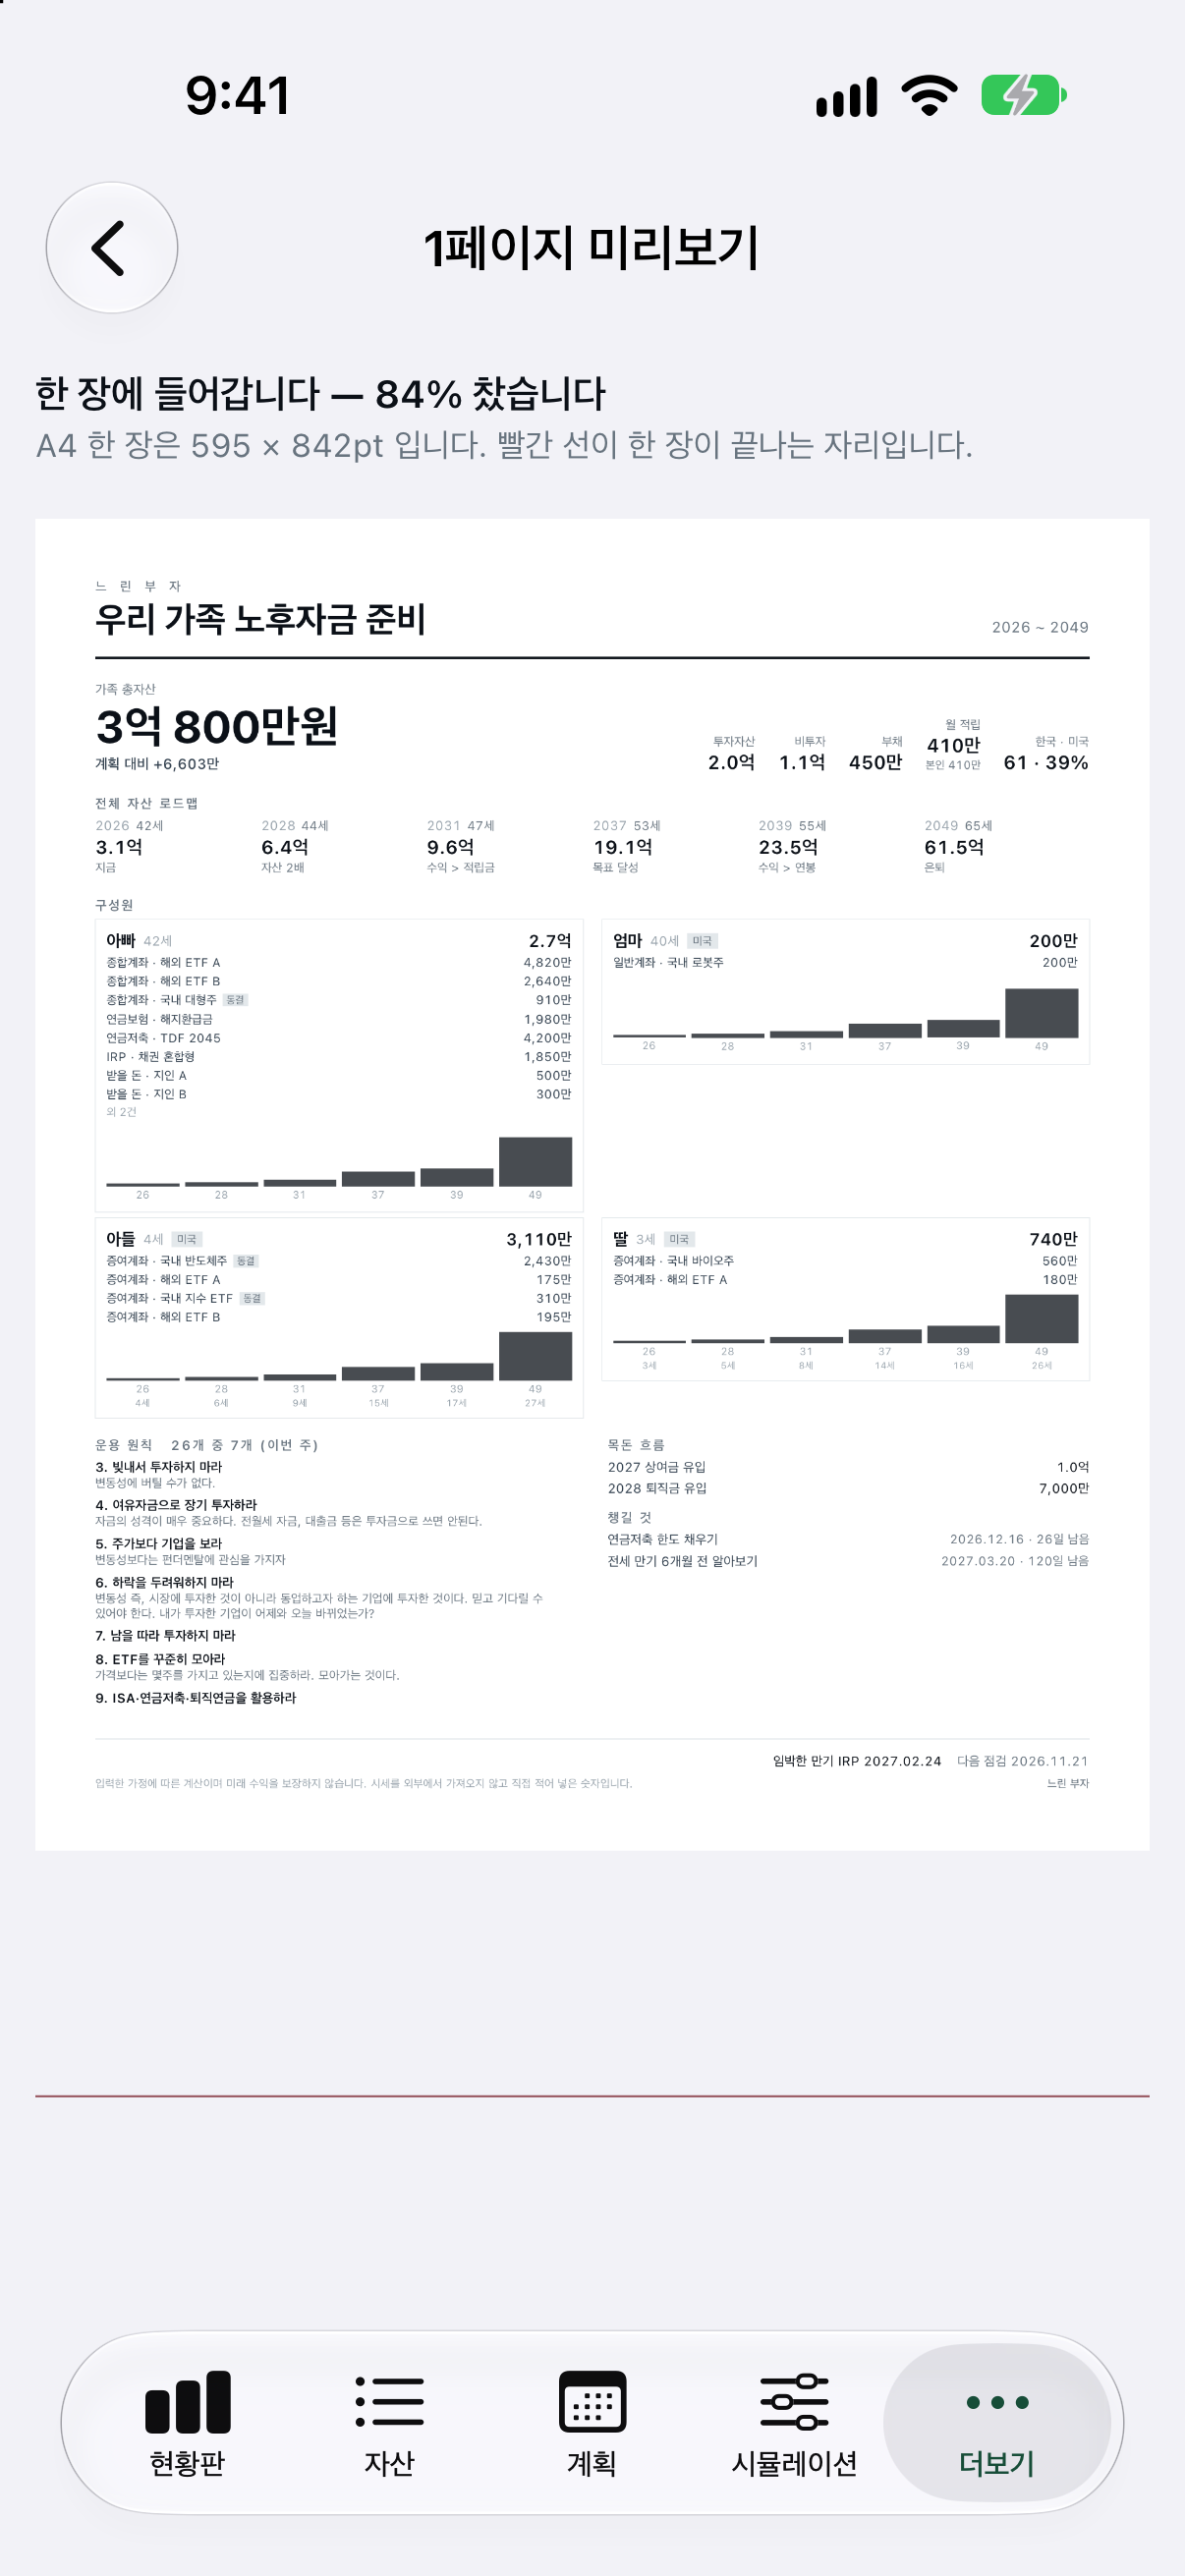 9:41
1페이지 미리보기
한 장에 들어갑니다 — 84% 찼습니다
A4 한 장은 595 × 842pt 입니다. 빨간 선이 한 장이 끝나는 자리입니다.
느 린 부 자
우리 가족 노후자금 준비
2026 ~ 2049
가족 총자산
3억 800만원
계획 대비 +6,603만
투자자산
2.0억
비투자
1.1억
부채
450만
월 적립
410만
본인 410만
한국 · 미국
61 · 39%
전체 자산 로드맵
2026 42세
3.1억
지금
2028 44세
6.4억
자산 2배
2031 47세
9.6억
수익 > 적립금
2037 53세
19.1억
목표 달성
2039 55세
23.5억
수익 > 연봉
2049 65세
61.5억
은퇴
구성원
아빠 42세 2.7억
종합계좌 · 해외 ETF A 4,820만
종합계좌 · 해외 ETF B 2,640만
종합계좌 · 국내 대형주 동결 910만
연금보험 · 해지환급금 1,980만
연금저축 · TDF 2045 4,200만
IRP · 채권 혼합형 1,850만
받을 돈 · 지인 A 500만
받을 돈 · 지인 B 300만
외 2건
26 28 31 37 39 49
엄마 40세 미국 200만
일반계좌 · 국내 로봇주 200만
26 28 31 37 39 49
아들 4세 미국 3,110만
증여계좌 · 국내 반도체주 동결 2,430만
증여계좌 · 해외 ETF A 175만
증여계좌 · 국내 지수 ETF 동결 310만
증여계좌 · 해외 ETF B 195만
26 28 31 37 39 49
4세 6세 9세 15세 17세 27세
딸 3세 미국 740만
증여계좌 · 국내 바이오주 560만
증여계좌 · 해외 ETF A 180만
26 28 31 37 39 49
3세 5세 8세 14세 16세 26세
운용 원칙 26개 중 7개 (이번 주)
3. 빚내서 투자하지 마라
변동성에 버틸 수가 없다.
4. 여유자금으로 장기 투자하라
자금의 성격이 매우 중요하다. 전월세 자금, 대출금 등은 투자금으로 쓰면 안된다.
5. 주가보다 기업을 보라
변동성보다는 펀더멘탈에 관심을 가지자
6. 하락을 두려워하지 마라
변동성 즉, 시장에 투자한 것이 아니라 동업하고자 하는 기업에 투자한 것이다. 믿고 기다릴 수
있어야 한다. 내가 투자한 기업이 어제와 오늘 바뀌었는가?
7. 남을 따라 투자하지 마라
8. ETF를 꾸준히 모아라
가격보다는 몇주를 가지고 있는지에 집중하라. 모아가는 것이다.
9. ISA·연금저축·퇴직연금을 활용하라
목돈 흐름
2027 상여금 유입 1.0억
2028 퇴직금 유입 7,000만
챙길 것
연금저축 한도 채우기 2026.12.16 · 26일 남음
전세 만기 6개월 전 알아보기 2027.03.20 · 120일 남음
임박한 만기 IRP 2027.02.24 다음 점검 2026.11.21
입력한 가정에 따른 계산이며 미래 수익을 보장하지 않습니다. 시세를 외부에서 가져오지 않고 직접 적어 넣은 숫자입니다.
느린 부자
현황판
자산
계획
시뮬레이션
더보기